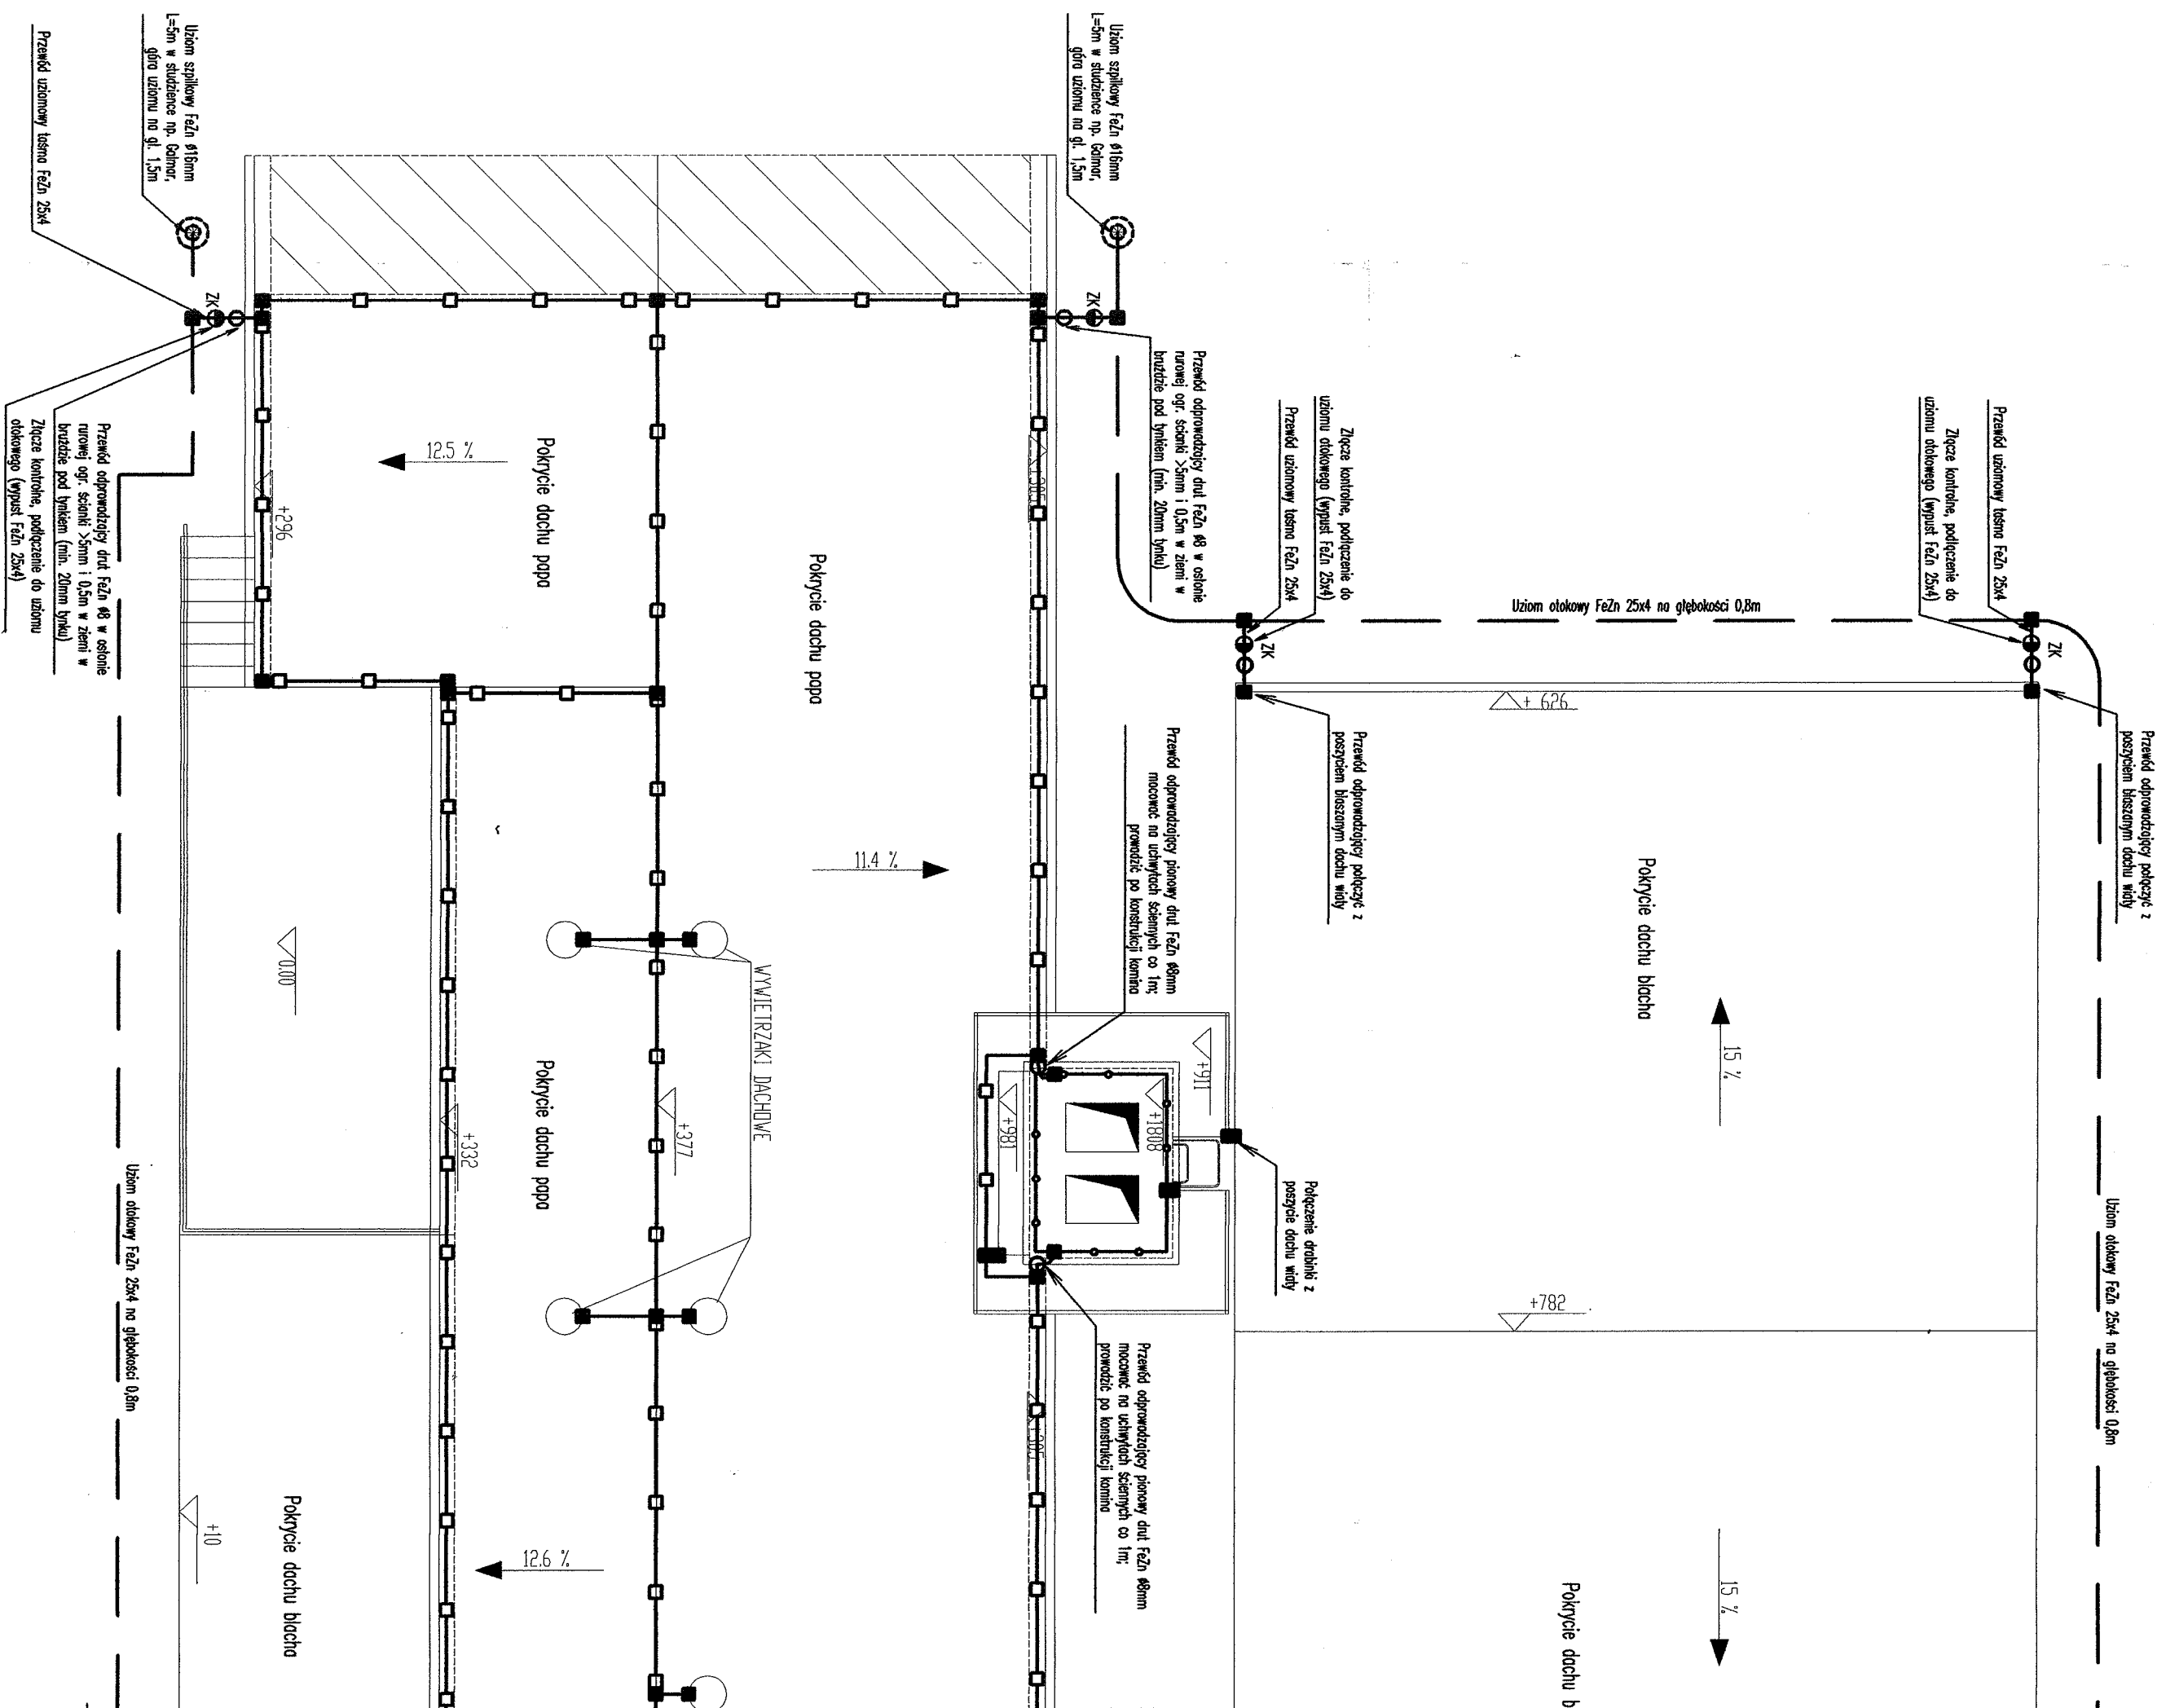 Uziom szpilkowy FeZn ø16mm
L=5m w studzience np. Galmar,
góra uziomu na gł. 1,5m
Przewód uziomowy taśma FeZn 25x4
Uziom szpilkowy FeZn ø16mm
L=5m w studzience np. Galmar,
góra uziomu na gł. 1,5m
ZK
ZK
Przewód odprowadzający drut FeZn ø8 w osłonie
rurowej ogr. ścianki >5mm i 0,5m w ziemi w
bruździe pod tynkiem (min. 20mm tynku)
Złącze kontrolne, podłączenie do uziomu
otokowego (wypust FeZn 25x4)
Przewód odprowadzający drut FeZn ø8 w osłonie
rurowej ogr. ścianki >5mm i 0,5m w ziemi w
bruździe pod tynkiem (min. 20mm tynku)
Złącze kontrolne, podłączenie do
uziomu otokowego (wypust FeZn 25x4)
Przewód uziomowy taśma FeZn 25x4
Przewód uziomowy taśma FeZn 25x4
Złącze kontrolne, podłączenie do
uziomu otokowego (wypust FeZn 25x4)
Uziom otokowy FeZn 25x4 na głębokości 0,8m
ZK
ZK
Przewód odprowadzający połączyć z
poszyciem blaszanym dachu wiaty
Przewód odprowadzający połączyć z
poszyciem blaszanym dachu wiaty
+ 626
12.5 %
Pokrycie dachu papa
Pokrycie dachu papa
+296
+385
11.4 %
Przewód odprowadzający pionowy drut FeZn ø8mm
mocować na uchwytach ściennych co 1m;
prowadzić po konstrukcji komina
Pokrycie dachu blacha
15 %
0.00
WYWIETRZAKI DACHOWE
+377
+332
Pokrycie dachu papa
+911
+1808
+981
Połączenie drabinki z
poszycie dachu wiaty
Uziom otokowy FeZn 25x4 na głębokości 0,8m
Uziom otokowy FeZn 25x4 na głębokości 0,8m
+782
Przewód odprowadzający pionowy drut FeZn ø8mm
mocować na uchwytach ściennych co 1m;
prowadzić po konstrukcji komina
+10
Pokrycie dachu blacha
12.6 %
15 %
Pokrycie dachu b